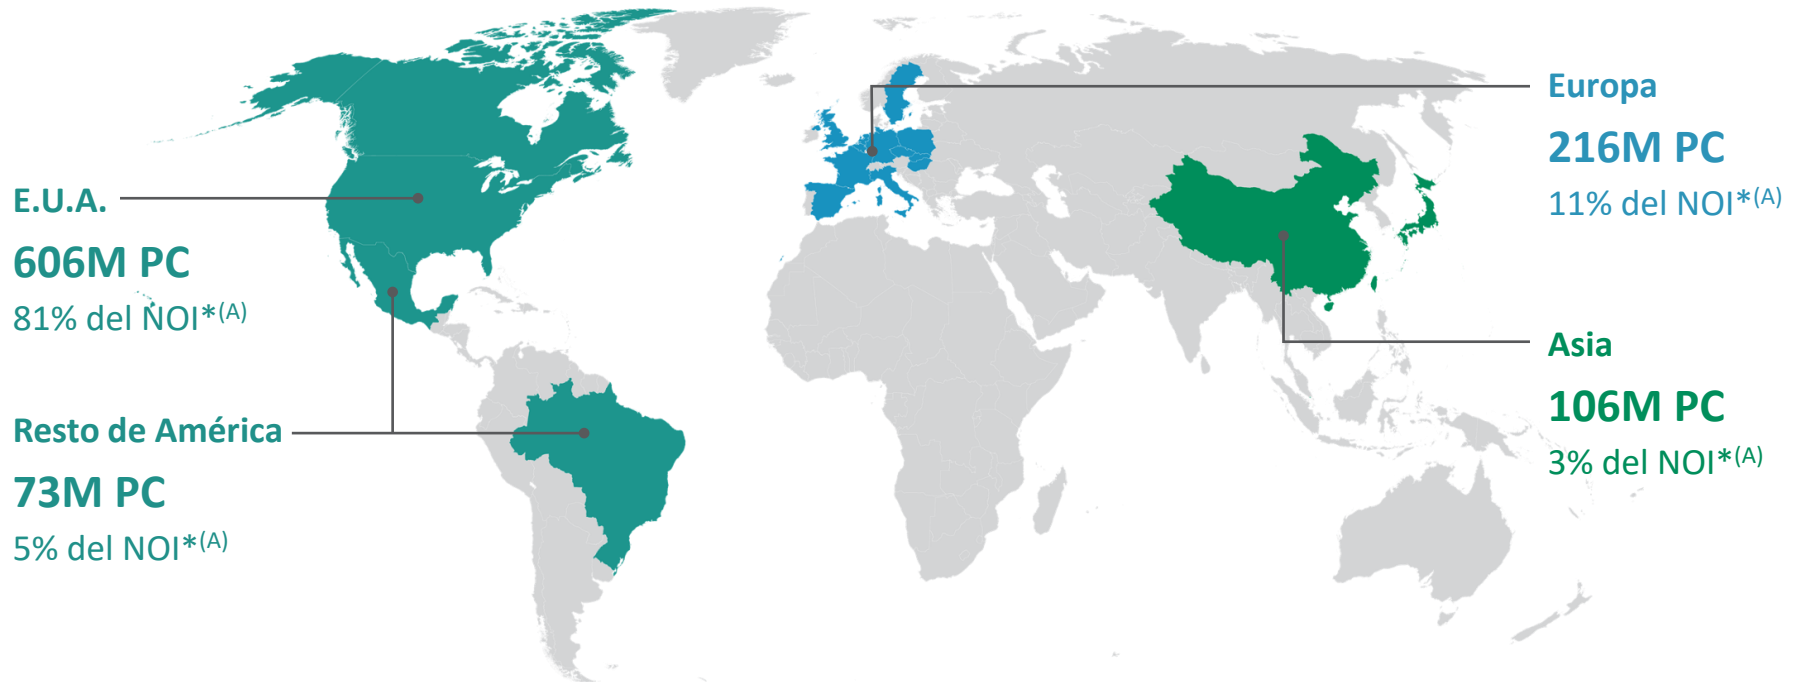 E.U.A.
606M PC
81% del NOI*(A)
Resto de América
73M PC
5% del NOI*(A)
Europa
216M PC
11% del NOI*(A)
Asia
106M PC
3% del NOI*(A)